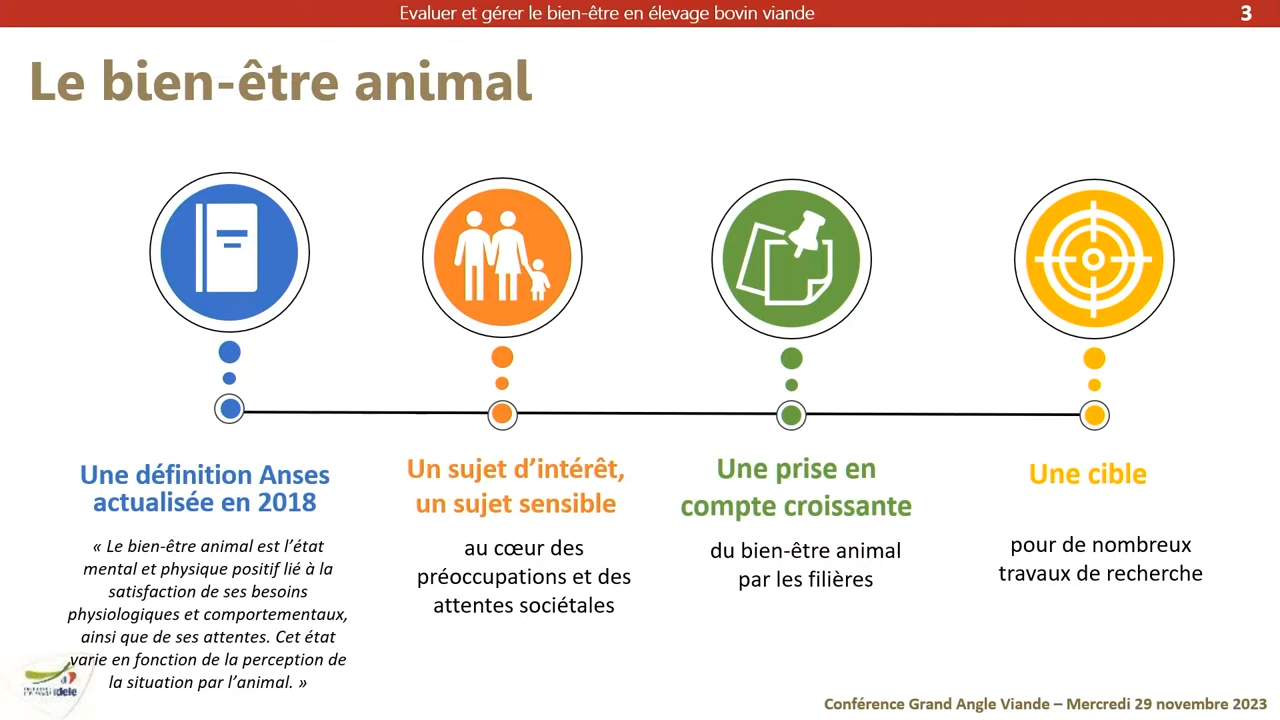 Evaluer et gérer le bien-être en élevage bovin viande
3
Le bien-être animal
Une définition Anses
actualisée en 2018
« Le bien-être animal est l’état
mental et physique positif lié à la
satisfaction de ses besoins
physiologiques et comportementaux,
ainsi que de ses attentes. Cet état
varie en fonction de la perception de
la situation par l’animal. »
Un sujet d’intérêt,
un sujet sensible
au cœur des
préoccupations et des
attentes sociétales
Une prise en
compte croissante
du bien-être animal
par les filières
Une cible
pour de nombreux
travaux de recherche
idele
Conférence Grand Angle Viande – Mercredi 29 novembre 2023